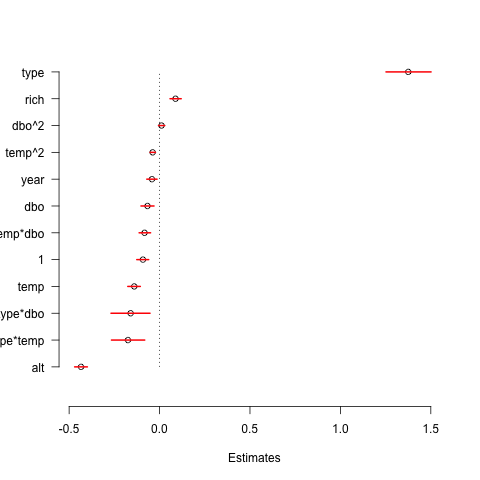 type
rich
dbo^2
temp^2
year
dbo
emp*dbo
1
temp
ype*dbo
pe*temp
alt
-0.5 0.0 0.5 1.0 1.5
Estimates